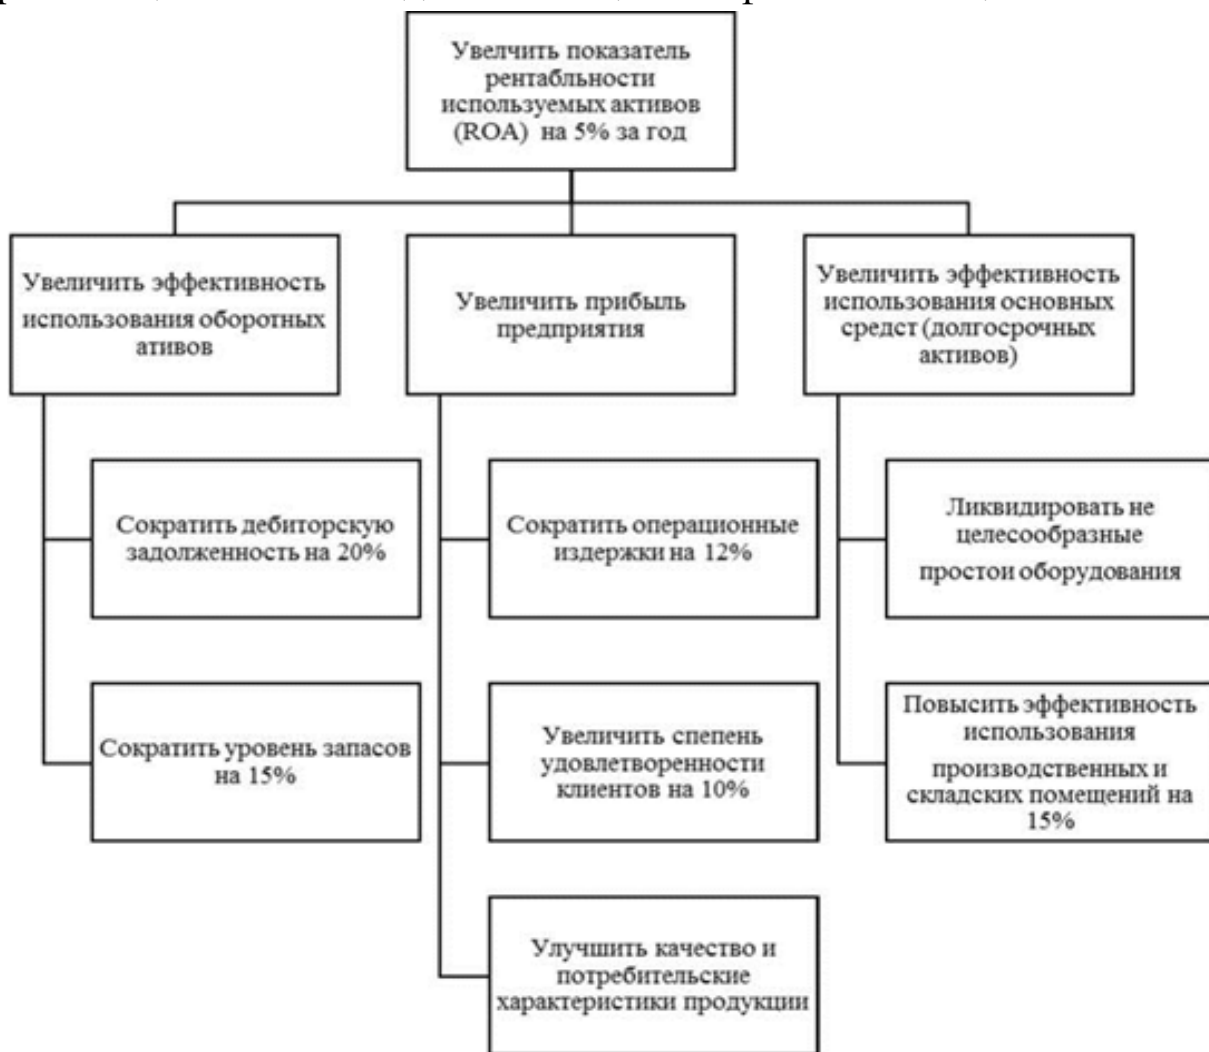 Увелчить показатель
рентабльности
используемых активов
(ROA) на 5% за год
Увеличить эффективность
использования оборотных
ативов
Увеличить прибыль
предприятия
Увеличить эффективность
использования основных
средст (долгосрочных
активов)
Сократить дебиторскую
задолженность на 20%
Сократить операционные
издержки на 12%
Ликвидировать не
целесообразные
простои оборудования
Сократить уровень запасов
на 15%
Увеличить спепень
удовлетворенности
клиентов на 10%
Повысить эффективность
использования
производственных и
складских помещений на
15%
Улучшить качество и
потребительские
характеристики продукции